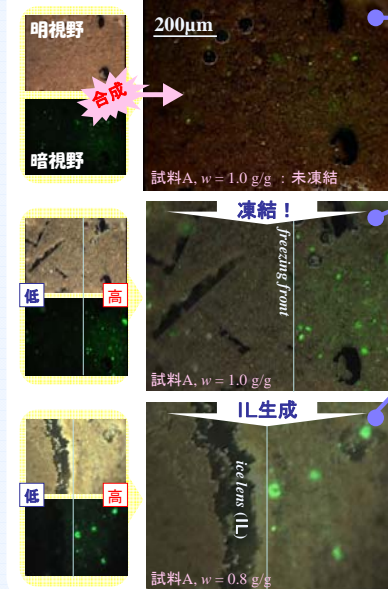 明視野
200μm
合成
暗視野
試料A, w = 1.0 g/g : 未凍結
凍結！
freezing front
低
高
試料A, w = 1.0 g/g
IL生成
ice lens (IL)
低
高
試料A, w = 0.8 g/g